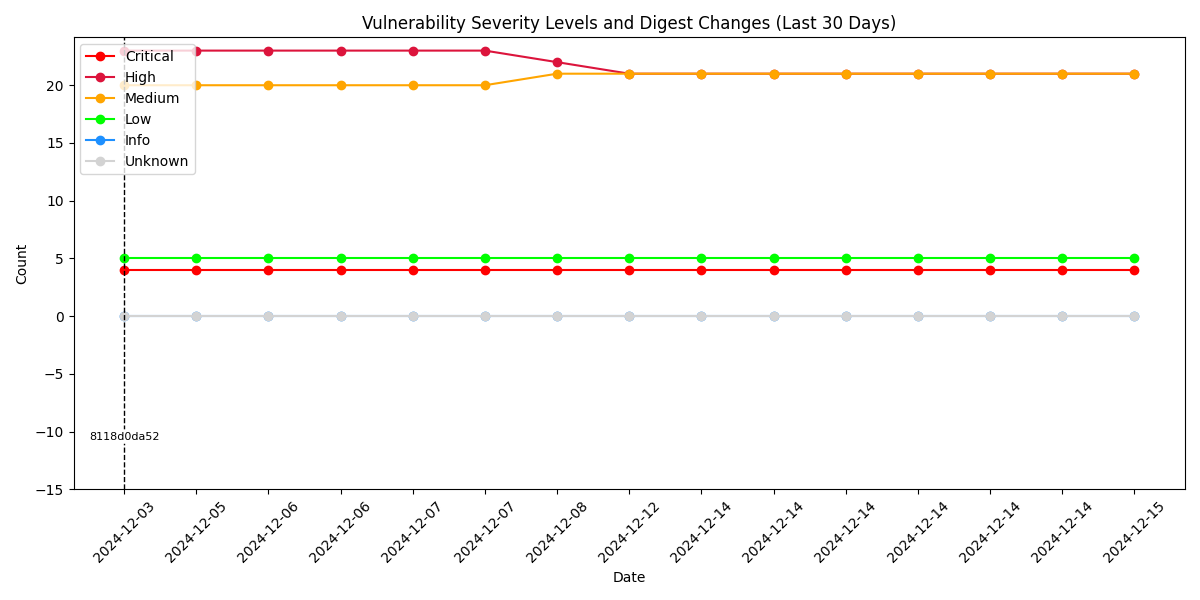 Vulnerability Severity Levels and Digest Changes (Last 30 Days)
Critical
High
Medium
Low
Info
Unknown
Count
20
15
10
5
0
−5
−10
−15
8118d0da52
2024-12-03
2024-12-05
2024-12-06
2024-12-06
2024-12-07
2024-12-07
2024-12-08
2024-12-12
2024-12-14
2024-12-14
2024-12-14
2024-12-14
2024-12-14
2024-12-14
2024-12-15
Date